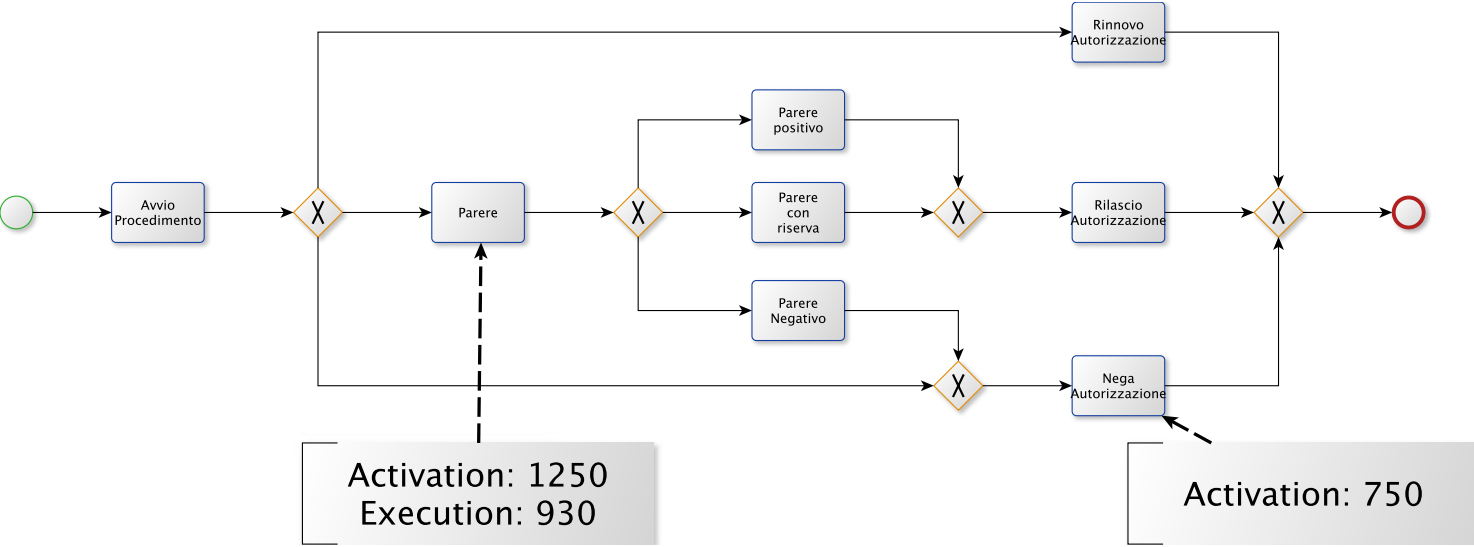 Rinnovo
Autorizzazione
Parere
positivo
Avvio
Procedimento
X
Parere
X
Parere
con
riserva
X
Rilascio
Autorizzazione
X
Parere
Negativo
X
Nega
Autorizzazione
Activation: 1250
Execution: 930
Activation: 750